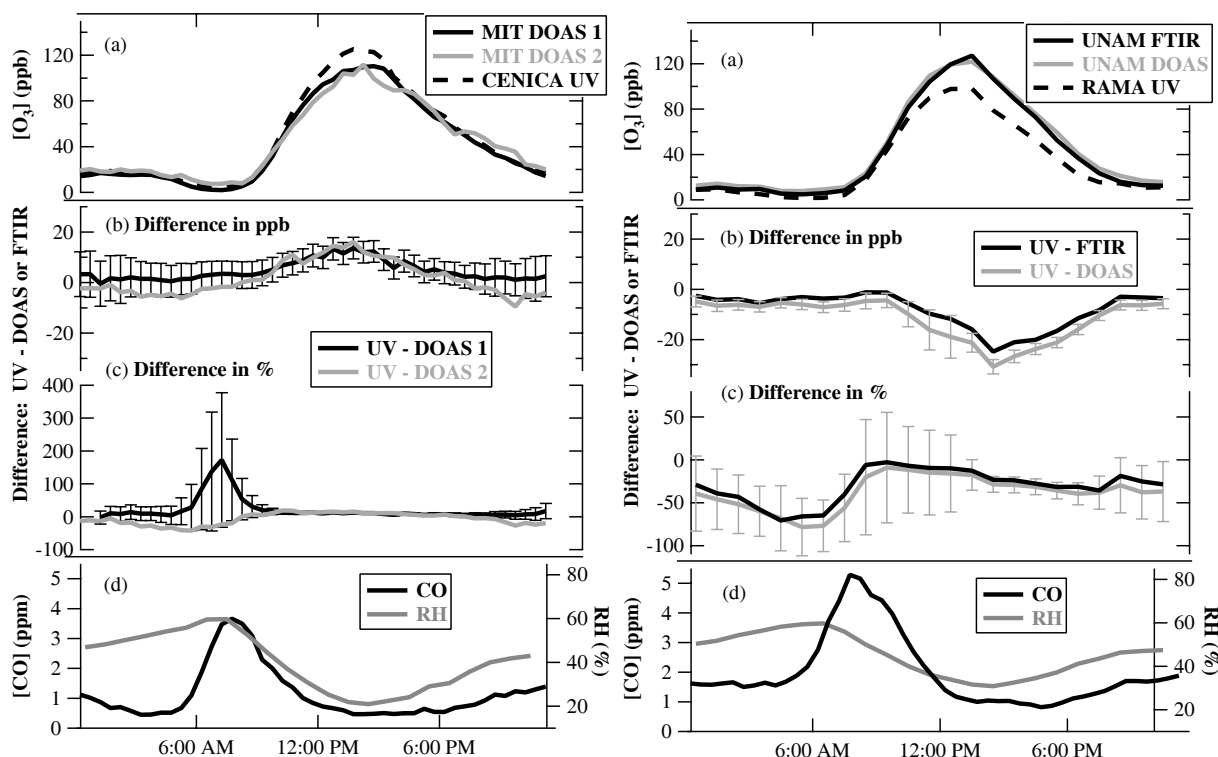 (a)
MIT DOAS 1
MIT DOAS 2
CENICA UV
[O₃] (ppb)
120
80
40
0
(b) Difference in ppb
20
0
-20
Difference: UV - DOAS or FTIR
UV - DOAS 1
UV - DOAS 2
(c) Difference in %
400
300
200
100
0
-100
(d)
CO
RH
[CO] (ppm)
5
4
3
2
1
0
80
60
40
20
RH (%)
6:00 AM
12:00 PM
6:00 PM
(a)
UNAM FTIR
UNAM DOAS
RAMA UV
[O₃] (ppb)
120
80
40
0
(b) Difference in ppb
20
0
-20
Difference: UV - DOAS or FTIR
UV - FTIR
UV - DOAS
(c) Difference in %
50
0
-50
-100
(d)
CO
RH
[CO] (ppm)
5
4
3
2
1
0
80
60
40
20
RH (%)
6:00 AM
12:00 PM
6:00 PM